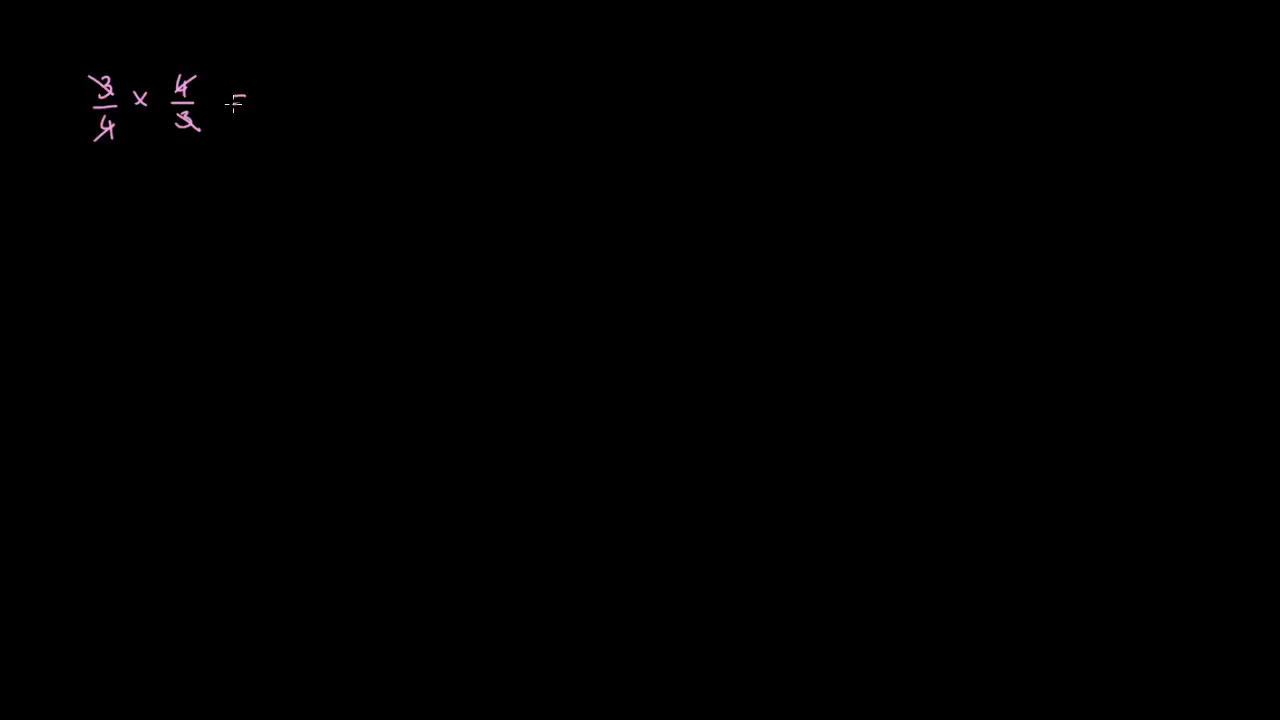 3/4 × 4/3 =